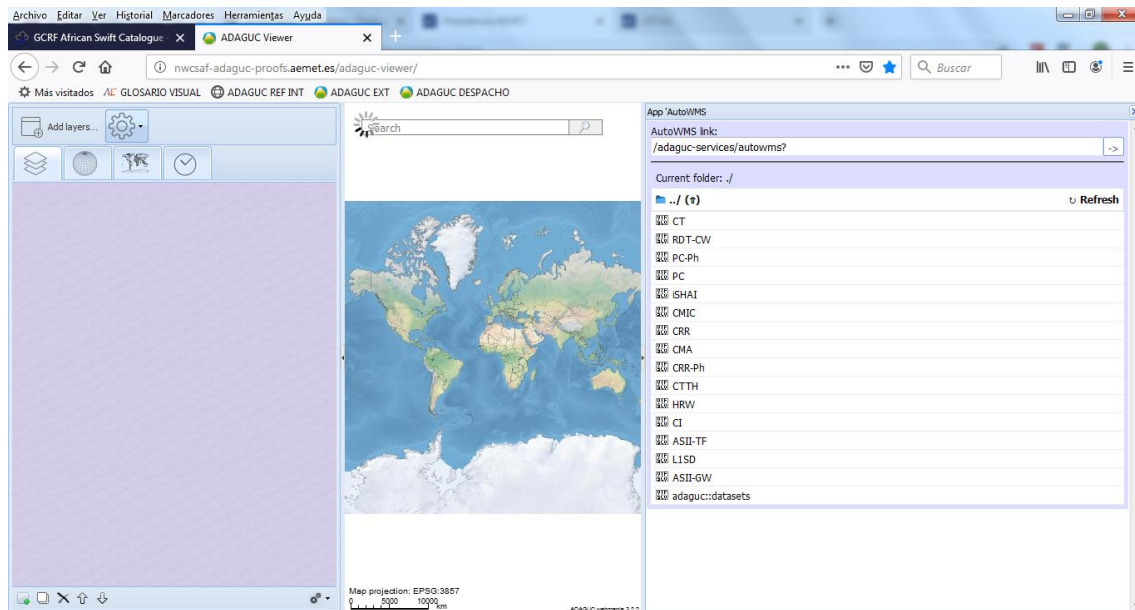 Archivo Editar Ver Historial Marcadores Herramientas Ayuda
GCRF African Swift Catalogue
ADAGUC Viewer
nwcsaf-adaguc-proofs.aemet.es/adaguc-viewer/
Buscar
Más visitados GLOSARIO VISUAL ADAGUC REF INT ADAGUC EXT ADAGUC DESPACHO
Add layers...
Search
Map projection: EPSG:3857
0 5000 10000 km
App 'AutoWMS
AutoWMS link:
/adaguc-services/autowms?
->
Current folder: ./
../ (⇧) Refresh
CT
RDT-CW
PC-Ph
PC
iSHAI
CMIC
CRR
CMA
CRR-Ph
CTTH
HRW
CI
ASII-TF
L1SD
ASII-GW
adaguc::datasets